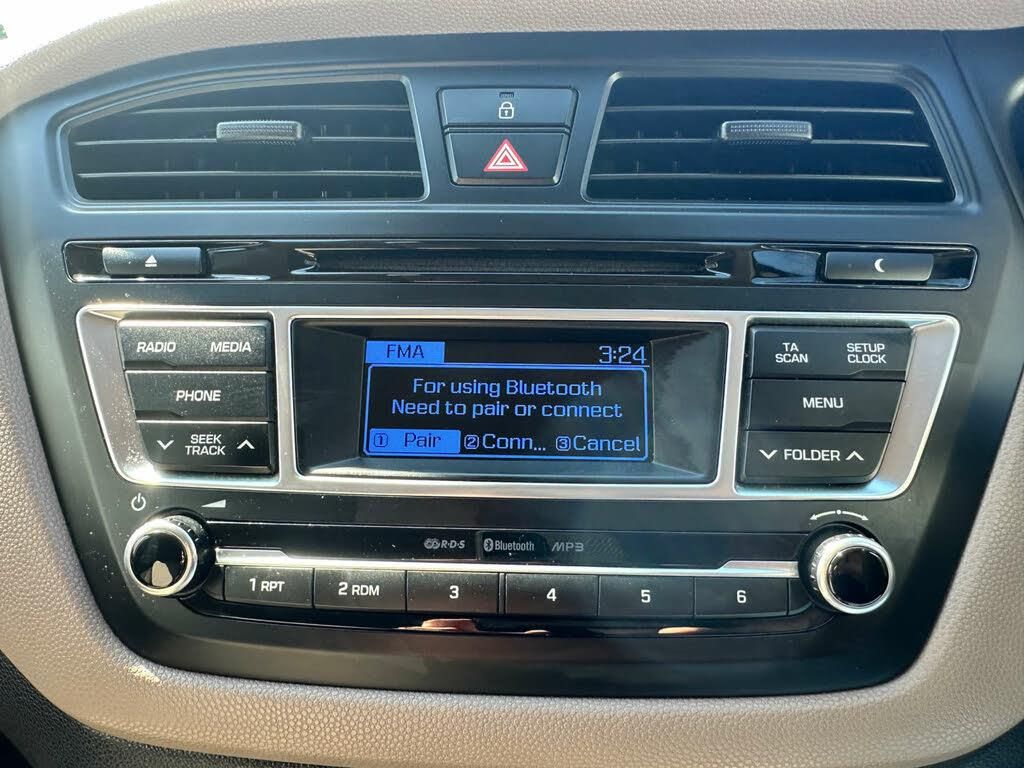 RADIO MEDIA
PHONE
SEEK
TRACK
FMA 3:24
For using Bluetooth
Need to pair or connect
① Pair ② Conn... ③ Cancel
TA
SCAN
SETUP
CLOCK
MENU
FOLDER
R·D·S Bluetooth MP3
1 RPT 2 RDM 3 4 5 6